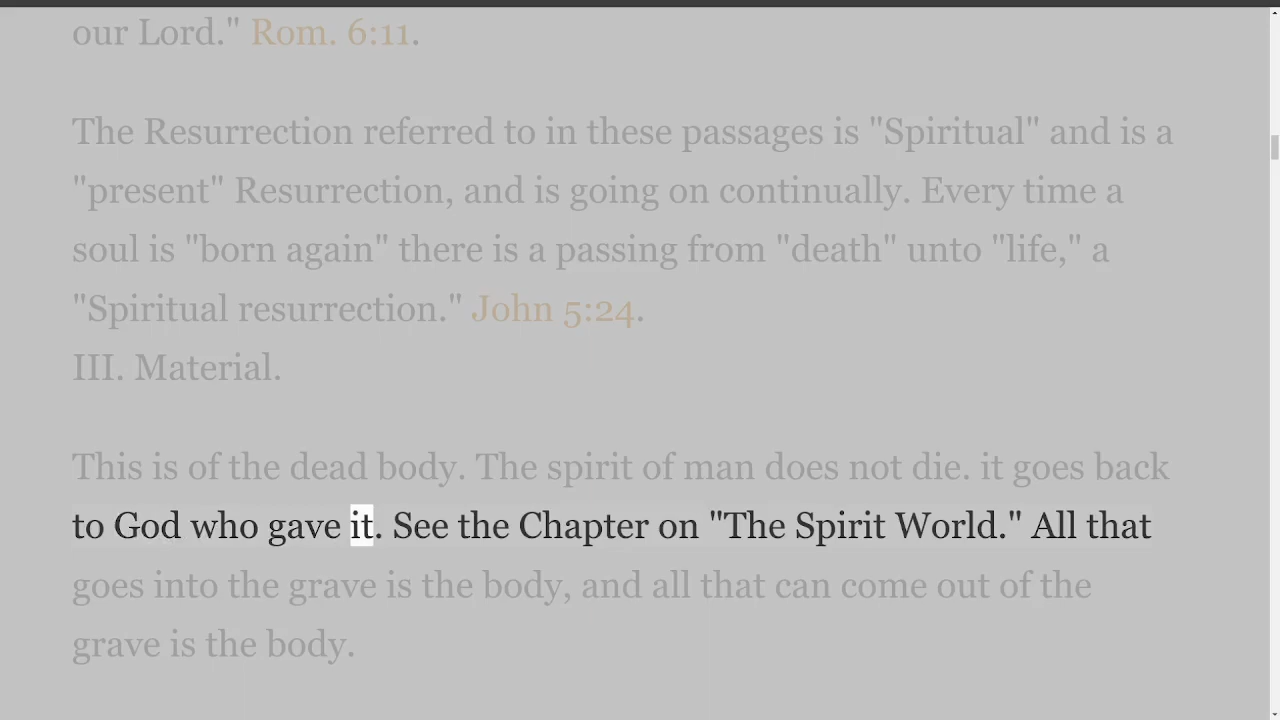 our Lord." Rom. 6:11.
The Resurrection referred to in these passages is "Spiritual" and is a
"present" Resurrection, and is going on continually. Every time a
soul is "born again" there is a passing from "death" unto "life," a
"Spiritual resurrection." John 5:24.
III. Material.
This is of the dead body. The spirit of man does not die. it goes back
to God who gave it. See the Chapter on "The Spirit World." All that
goes into the grave is the body, and all that can come out of the
grave is the body.